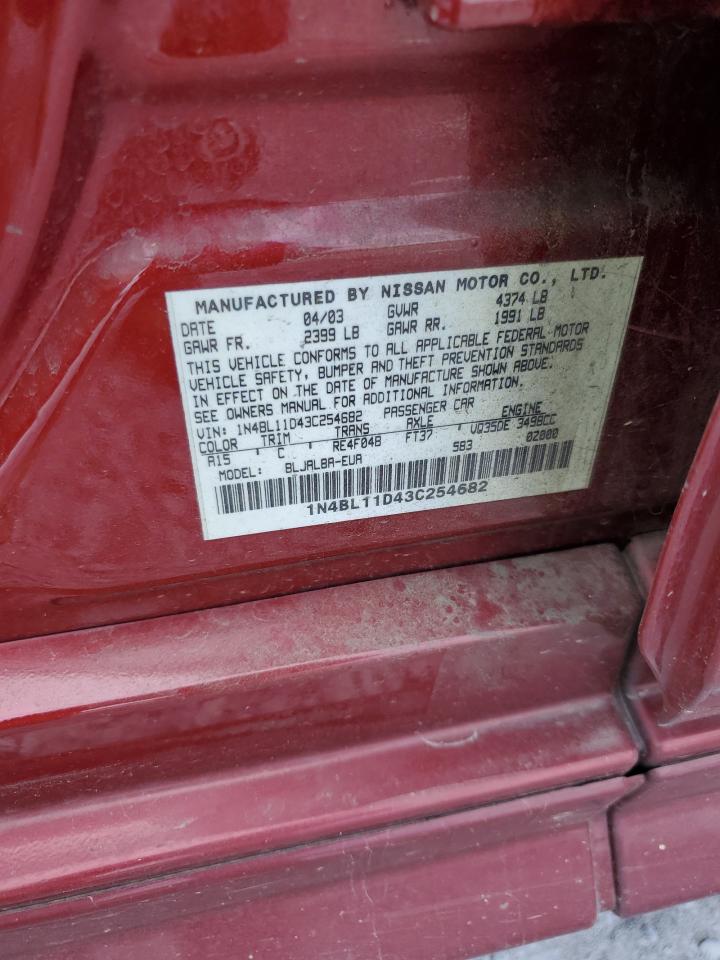 MANUFACTURED BY NISSAN MOTOR CO., LTD.
DATE 04/03 GVWR 4374 LB
GAWR FR. 2399 LB GAWR RR. 1991 LB
THIS VEHICLE CONFORMS TO ALL APPLICABLE FEDERAL MOTOR
VEHICLE SAFETY, BUMPER AND THEFT PREVENTION STANDARDS
IN EFFECT ON THE DATE OF MANUFACTURE SHOWN ABOVE.
SEE OWNERS MANUAL FOR ADDITIONAL INFORMATION.
VIN: 1N4BL11D43C254682 PASSENGER CAR
COLOR TRIM TRANS AXLE ENGINE
A15 C RE4F04B FT37 VQ35DE 3498CC
MODEL: BLJALBA-EUA 583 02000
1N4BL11D43C254682